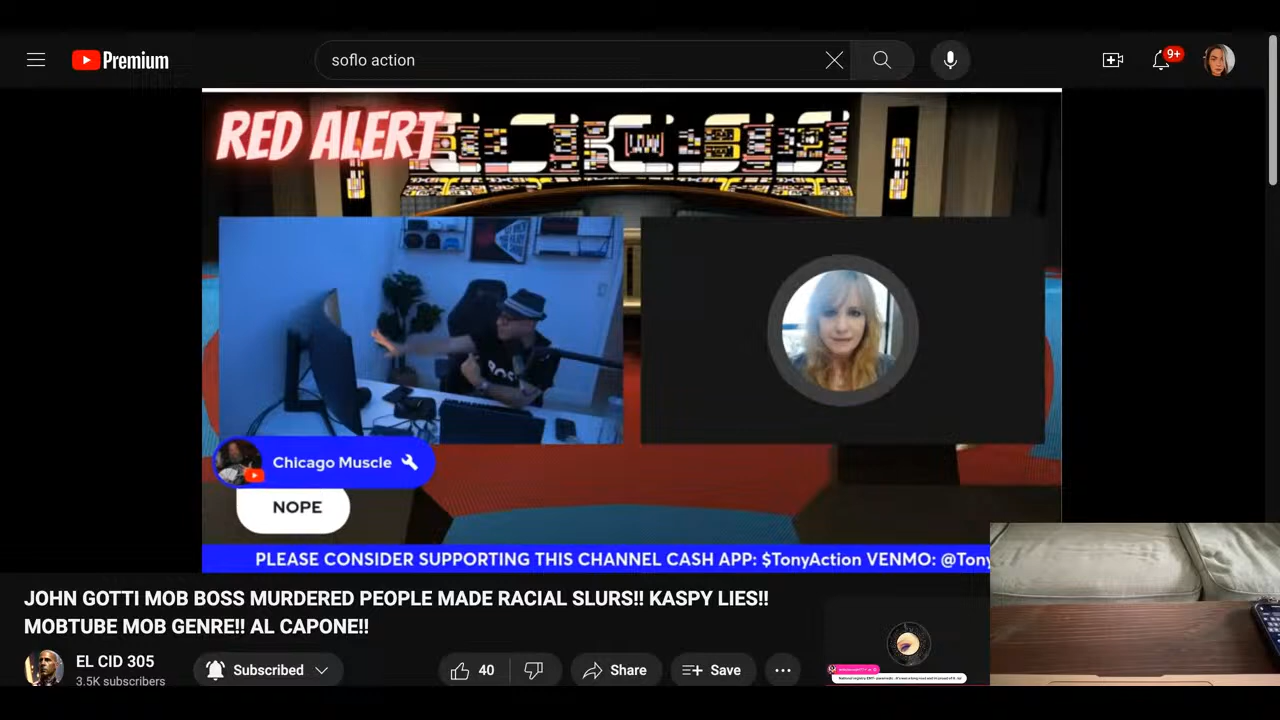 Premium
soflo action
9+
RED ALERT
Chicago Muscle
NOPE
PLEASE CONSIDER SUPPORTING THIS CHANNEL CASH APP: $TonyAction VENMO: @Tony
JOHN GOTTI MOB BOSS MURDERED PEOPLE MADE RACIAL SLURS!! KASPY LIES!!
MOBTUBE MOB GENRE!! AL CAPONE!!
EL CID 305
3.5K subscribers
Subscribed
40
Share
Save